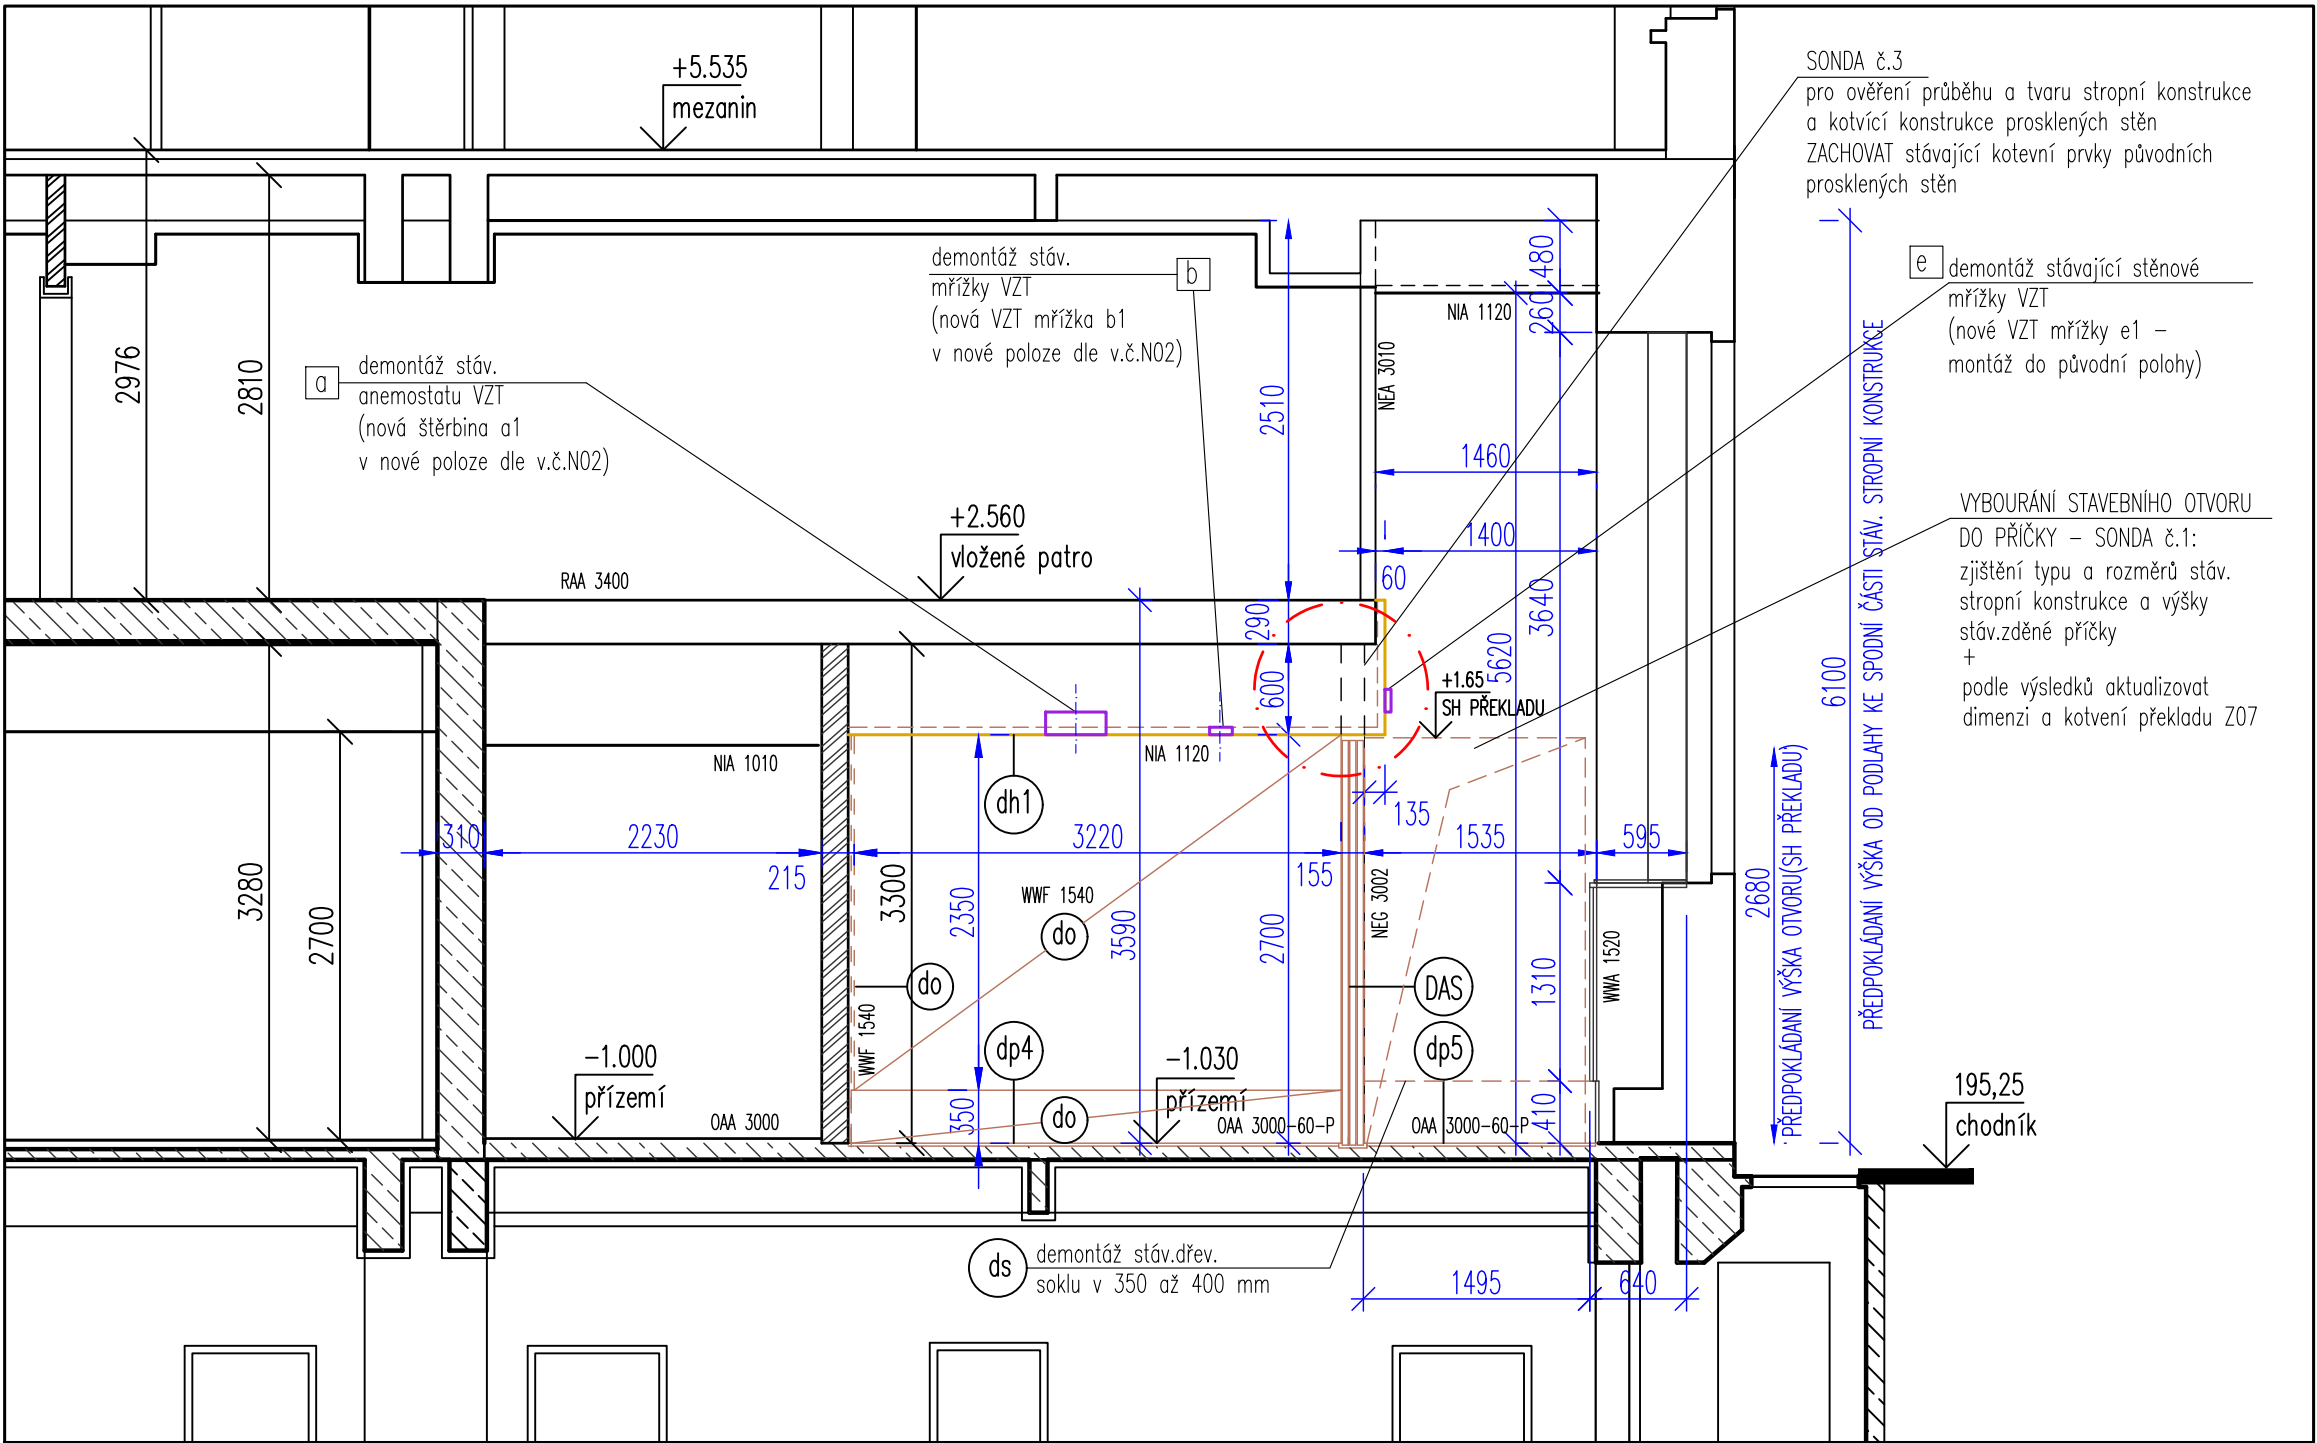 +5.535
mezanin
SONDA č.3
pro ověření průběhu a tvaru stropní konstrukce
a kotvící konstrukce prosklených stěn
ZACHOVAT stávající kotevní prvky původních
prosklených stěn
demontáž stáv.
mřížky VZT
(nová VZT mřížka b1
v nové poloze dle v.č.N02)
b
e
demontáž stávající stěnové
mřížky VZT
(nové VZT mřížky e1 –
montáž do původní polohy)
a
demontáž stáv.
anemostatu VZT
(nová štěrbina a1
v nové poloze dle v.č.N02)
2976
2810
480
260
NIA 1120
NEA 3010
2510
1460
1400
60
3640
5620
+2.560
vložené patro
RAA 3400
VYBOURÁNÍ STAVEBNÍHO OTVORU
DO PŘÍČKY – SONDA č.1:
zjištění typu a rozměrů stáv.
stropní konstrukce a výšky
stáv.zděné příčky
+
podle výsledků aktualizovat
dimenzi a kotvení překladu Z07
6100
PŘEDPOKLÁDANÍ VÝŠKA OD PODLAHY KE SPODNÍ ČÁSTI STÁV. STROPNÍ KONSTRUKCE
290
600
+1.65
SH PŘEKLADU
NIA 1010
NIA 1120
dh1
135
310
2230
215
3220
155
1535
595
3280
2700
3300
2350
3590
2700
WWF 1540
do
do
NEG 3002
DAS
1310
WWA 1520
2680
PŘEDPOKLÁDANÍ VÝŠKA OTVORU(SH PŘEKLADU)
WWF 1540
-1.000
přízemí
dp4
-1.030
přízemí
dp5
OAA 3000
350
do
OAA 3000-60-P
OAA 3000-60-P
410
195,25
chodník
ds
demontáž stáv.dřev.
soklu v 350 až 400 mm
1495
640